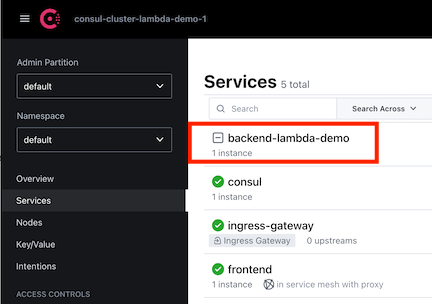 consul-cluster-lambda-demo-1
Admin Partition
default
Namespace
default
Overview
Services
Nodes
Key/Value
Intentions
ACCESS CONTROLS
Services 5 total
Search
Search Across
backend-lambda-demo
1 instance
consul
1 instance
ingress-gateway
Ingress Gateway 0 upstreams
frontend
1 instance in service mesh with proxy